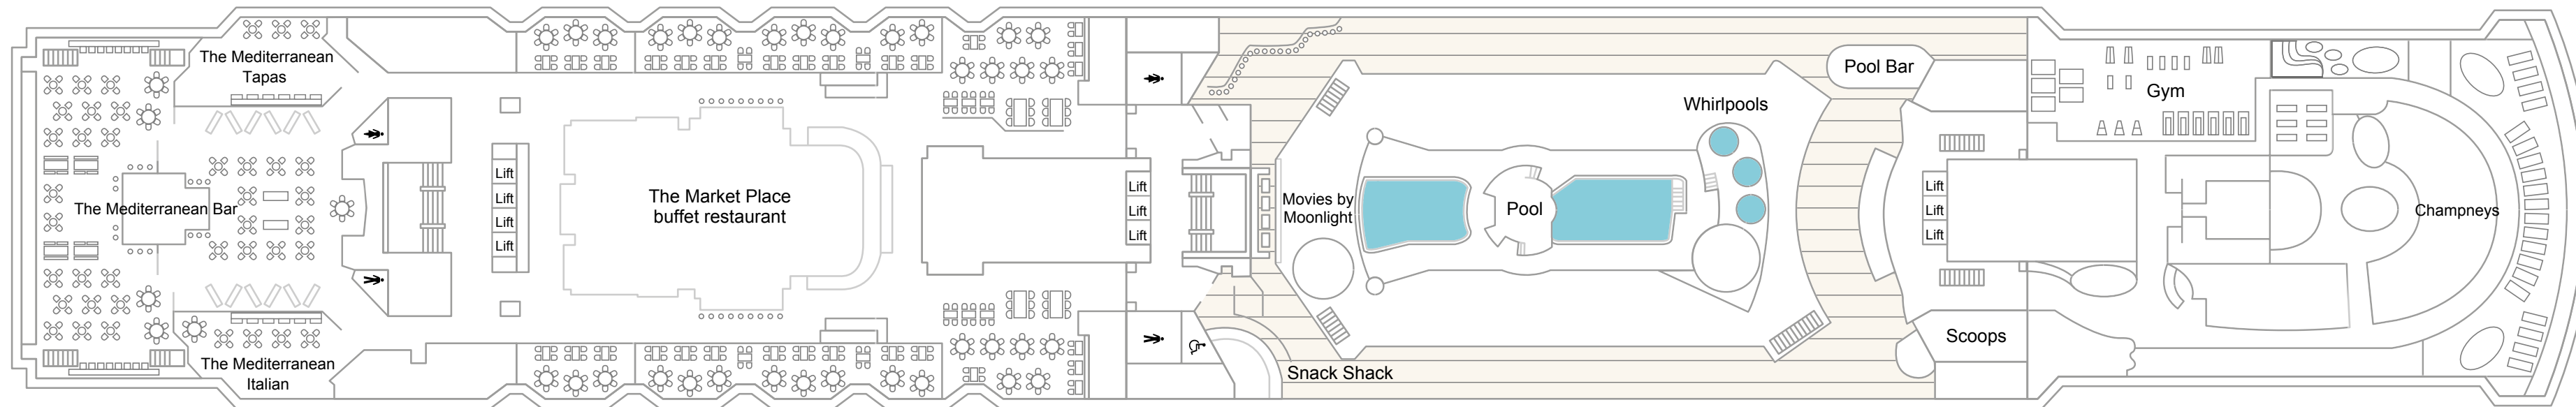 The Mediterranean
Tapas
The Mediterranean Bar
The Mediterranean
Italian
Lift
Lift
Lift
Lift
The Market Place
buffet restaurant
Lift
Lift
Lift
Movies by
Moonlight
Snack Shack
Pool
Whirlpools
Pool Bar
Lift
Lift
Lift
Scoops
Gym
Champneys